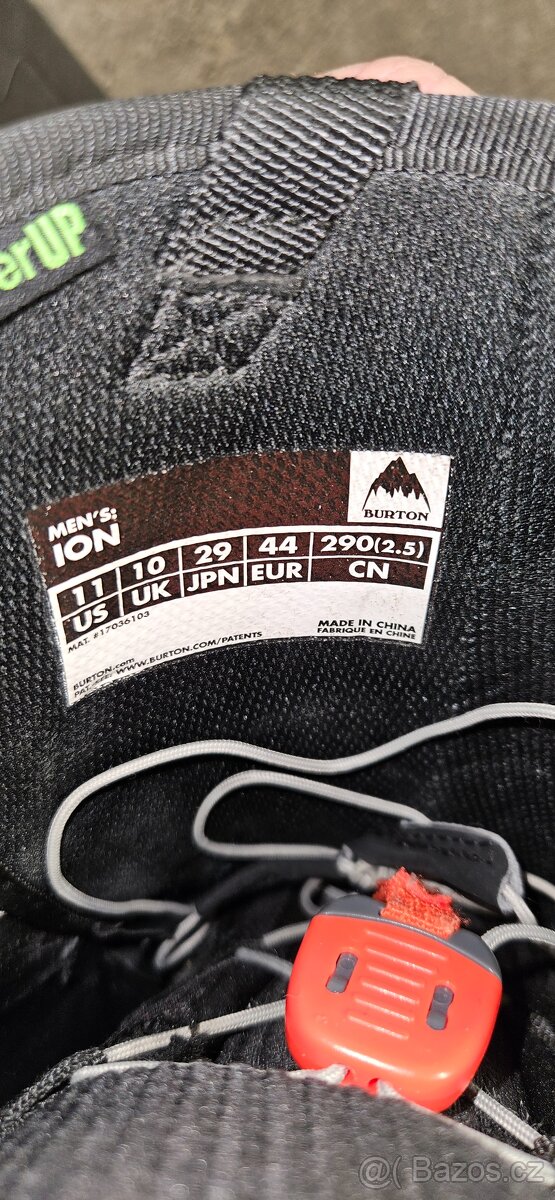 erUP
MEN'S:
ION
BURTON
11 10 29 44 290(2.5)
US UK JPN EUR CN
MAT. #17036103
MADE IN CHINA
FABRIQUE EN CHINE
BURTON.com
WWW.BURTON.COM/PATENTS
@ Bazos.cz